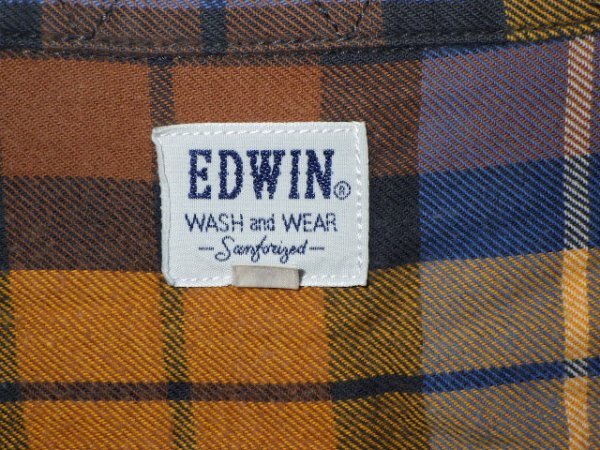 EDWIN®
WASH and WEAR
- Sanforized -